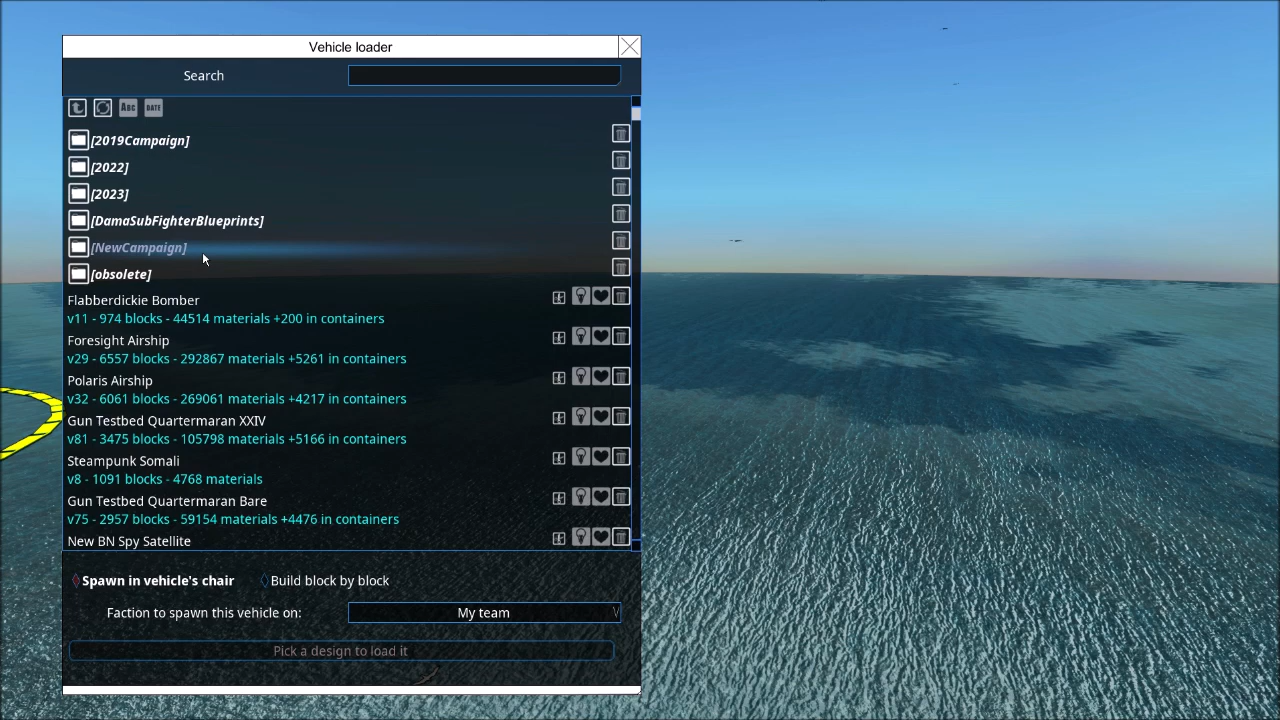 Vehicle loader
Search
ABC DATE
[2019Campaign]
[2022]
[2023]
[DamaSubFighterBlueprints]
[NewCampaign]
[obsolete]
Flabberdickie Bomber
v11 - 974 blocks - 44514 materials +200 in containers
Foresight Airship
v29 - 6557 blocks - 292867 materials +5261 in containers
Polaris Airship
v32 - 6061 blocks - 269061 materials +4217 in containers
Gun Testbed Quartermaran XXIV
v81 - 3475 blocks - 105798 materials +5166 in containers
Steampunk Somali
v8 - 1091 blocks - 4768 materials
Gun Testbed Quartermaran Bare
v75 - 2957 blocks - 59154 materials +4476 in containers
New BN Spy Satellite
Spawn in vehicle's chair Build block by block
Faction to spawn this vehicle on: My team
Pick a design to load it